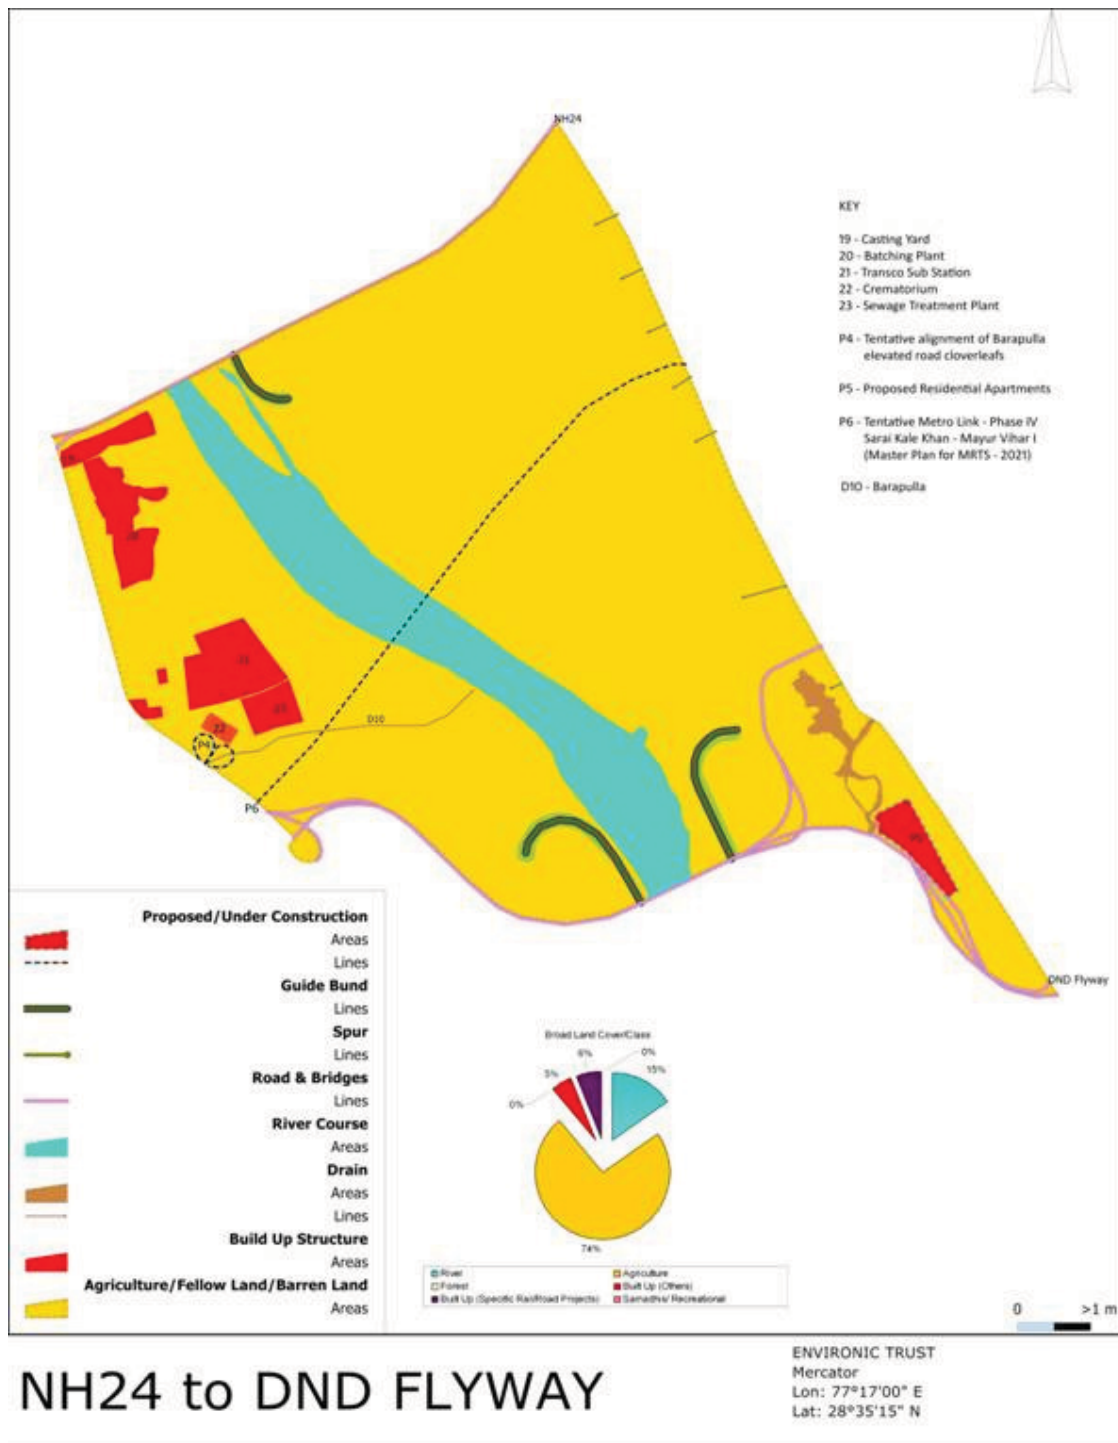 NH24
KEY
19 - Casting Yard
20 - Batching Plant
21 - Transco Sub Station
22 - Crematorium
23 - Sewage Treatment Plant
P4 - Tentative alignment of Barapulla
elevated road cloverleafs
P5 - Proposed Residential Apartments
P6 - Tentative Metro Link - Phase IV
Sarai Kale Khan - Mayur Vihar I
(Master Plan for MRTS - 2021)
D10 - Barapulla
22
D10
P4
P6
DND Flyway
Proposed/Under Construction
Areas
Lines
Guide Bund
Lines
Spur
Lines
Road & Bridges
Lines
River Course
Areas
Drain
Areas
Lines
Build Up Structure
Areas
Agriculture/Fellow Land/Barren Land
Areas
Broad Land Cover/Class
0%
5%
6%
0%
15%
74%
River
Agriculture
Forest
Built Up (Others)
Built Up (Specific Rail/Road Projects)
Samadhis/ Recreational
0 >1 m
NH24 to DND FLYWAY
ENVIRONIC TRUST
Mercator
Lon: 77°17'00" E
Lat: 28°35'15" N